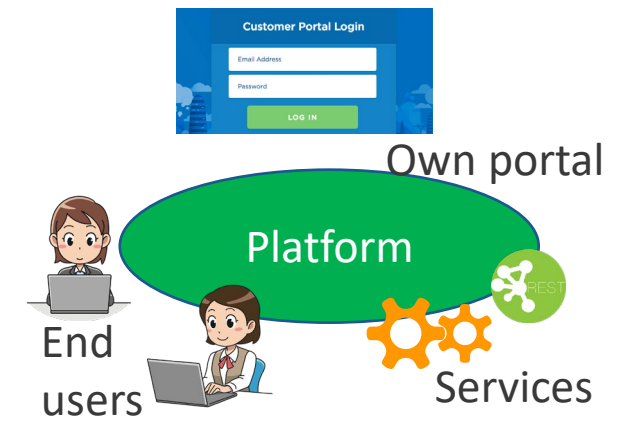 Customer Portal Login
Email Address
Password
LOG IN
Own portal
Platform
REST
End
users
Services